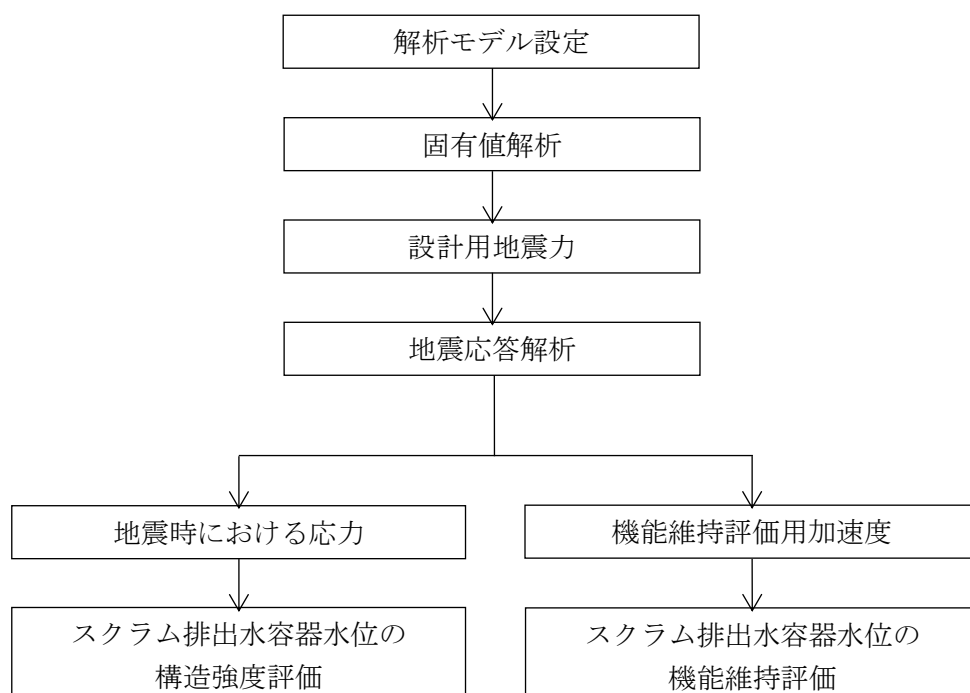 解析モデル設定
固有値解析
設計用地震力
地震応答解析
地震時における応力
スクラム排出水容器水位の
構造強度評価
機能維持評価用加速度
スクラム排出水容器水位の
機能維持評価